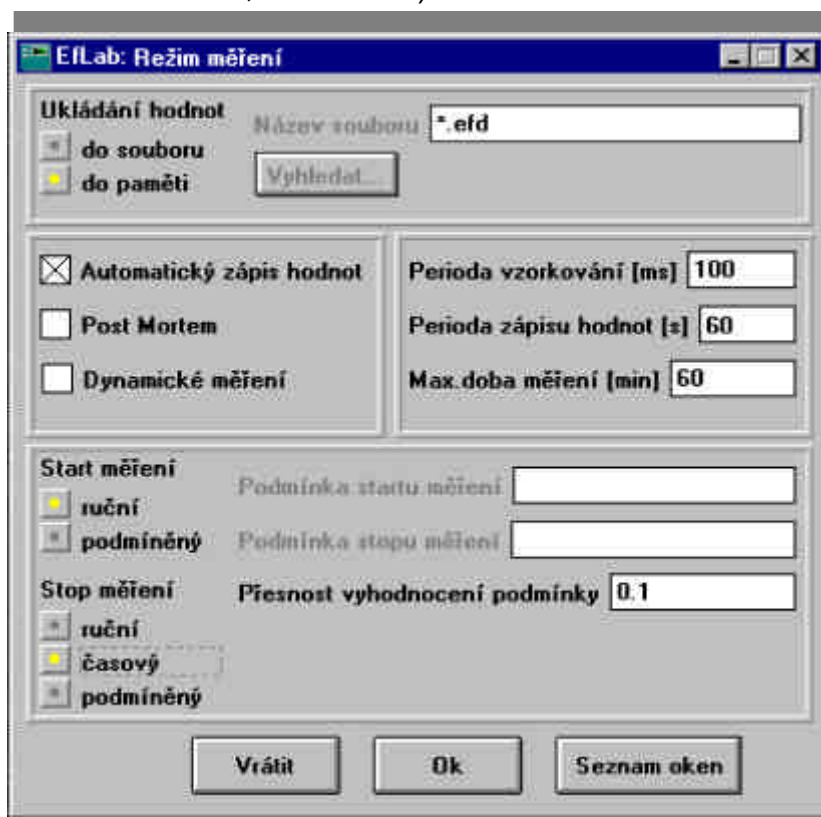 EfLab: Režim měření
Ukládání hodnot
Název souboru *.efd
do souboru
do paměti
Vyhledat...
Automatický zápis hodnot
Perioda vzorkování [ms] 100
Post Mortem
Perioda zápisu hodnot [s] 60
Dynamické měření
Max.doba měření [min] 60
Start měření
Podmínka startu měření
ruční
podmíněný
Podmínka stopu měření
Stop měření
Přesnost vyhodnocení podmínky 0.1
ruční
časový
podmíněný
Vrátit
Ok
Seznam oken